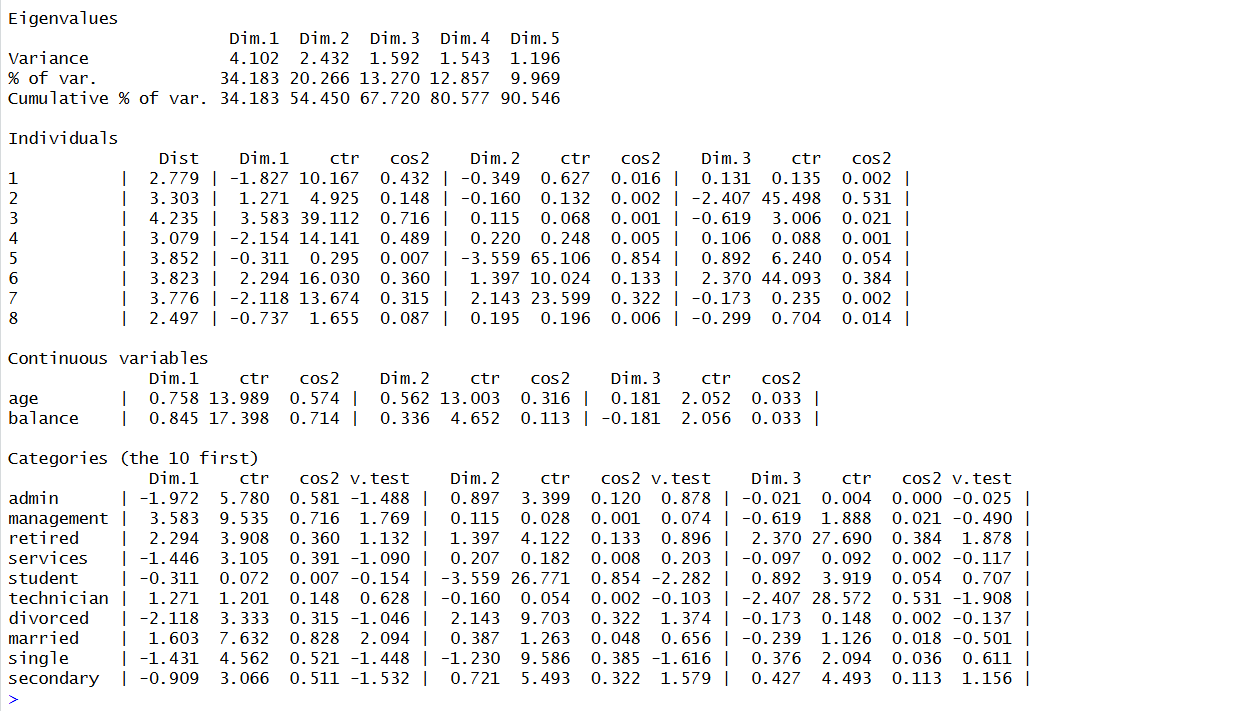 Eigenvalues
                       Dim.1  Dim.2  Dim.3  Dim.4  Dim.5
Variance               4.102  2.432  1.592  1.543  1.196
% of var.             34.183 20.266 13.270 12.857  9.969
Cumulative % of var.  34.183 54.450 67.720 80.577 90.546
Individuals
                Dist    Dim.1    ctr   cos2    Dim.2    ctr   cos2    Dim.3    ctr   cos2
1           |  2.779 | -1.827 10.167  0.432 | -0.349  0.627  0.016 |  0.131  0.135  0.002 |
2           |  3.303 |  1.271  4.925  0.148 | -0.160  0.132  0.002 | -2.407 45.498  0.531 |
3           |  4.235 |  3.583 39.112  0.716 |  0.115  0.068  0.001 | -0.619  3.006  0.021 |
4           |  3.079 | -2.154 14.141  0.489 |  0.220  0.248  0.005 |  0.106  0.088  0.001 |
5           |  3.852 | -0.311  0.295  0.007 | -3.559 65.106  0.854 |  0.892  6.240  0.054 |
6           |  3.823 |  2.294 16.030  0.360 |  1.397 10.024  0.133 |  2.370 44.093  0.384 |
7           |  3.776 | -2.118 13.674  0.315 |  2.143 23.599  0.322 | -0.173  0.235  0.002 |
8           |  2.497 | -0.737  1.655  0.087 |  0.195  0.196  0.006 | -0.299  0.704  0.014 |
Continuous variables
               Dim.1    ctr   cos2    Dim.2    ctr   cos2    Dim.3    ctr   cos2
age         |  0.758 13.989  0.574 |  0.562 13.003  0.316 |  0.181  2.052  0.033 |
balance     |  0.845 17.398  0.714 |  0.336  4.652  0.113 | -0.181  2.056  0.033 |
Categories (the 10 first)
               Dim.1    ctr   cos2 v.test    Dim.2    ctr   cos2 v.test    Dim.3    ctr   cos2 v.test
admin       | -1.972  5.780  0.581 -1.488 |  0.897  3.399  0.120  0.878 | -0.021  0.004  0.000 -0.025 |
management  |  3.583  9.535  0.716  1.769 |  0.115  0.028  0.001  0.074 | -0.619  1.888  0.021 -0.490 |
retired     |  2.294  3.908  0.360  1.132 |  1.397  4.122  0.133  0.896 |  2.370 27.690  0.384  1.878 |
services    | -1.446  3.105  0.391 -1.090 |  0.207  0.182  0.008  0.203 | -0.097  0.092  0.002 -0.117 |
student     | -0.311  0.072  0.007 -0.154 | -3.559 26.771  0.854 -2.282 |  0.892  3.919  0.054  0.707 |
technician  |  1.271  1.201  0.148  0.628 | -0.160  0.054  0.002 -0.103 | -2.407 28.572  0.531 -1.908 |
divorced    | -2.118  3.333  0.315 -1.046 |  2.143  9.703  0.322  1.374 | -0.173  0.148  0.002 -0.137 |
married     |  1.603  7.632  0.828  2.094 |  0.387  1.263  0.048  0.656 | -0.239  1.126  0.018 -0.501 |
single      | -1.431  4.562  0.521 -1.448 | -1.230  9.586  0.385 -1.616 |  0.376  2.094  0.036  0.611 |
secondary   | -0.909  3.066  0.511 -1.532 |  0.721  5.493  0.322  1.579 |  0.427  4.493  0.113  1.156 |
>